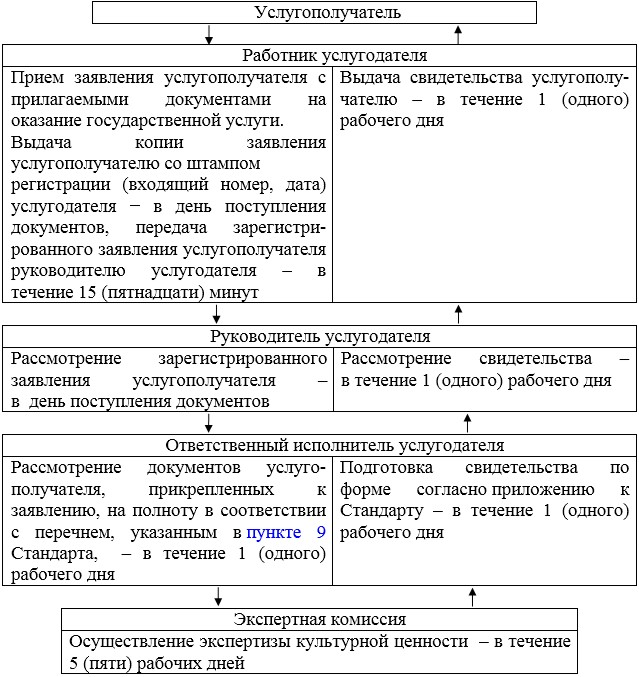 Услугополучатель
Работник услугодателя
Прием заявления услугополучателя с
прилагаемыми документами на
оказание государственной услуги.
Выдача копии заявления
услугополучателю со штампом
регистрации (входящий номер, дата)
услугодателя – в день поступления
документов, передача зарегистри-
рованного заявления услугополучателя
руководителю услугодателя – в
течение 15 (пятнадцати) минут
Выдача свидетельства услугополу-
чателю – в течение 1 (одного)
рабочего дня
Руководитель услугодателя
Рассмотрение зарегистрированного
заявления услугополучателя –
в день поступления документов
Рассмотрение свидетельства –
в течение 1 (одного) рабочего дня
Ответственный исполнитель услугодателя
Рассмотрение документов услуго-
получателя, прикрепленных к
заявлению, на полноту в соответствии
с перечнем, указанным в пункте 9
Стандарта, – в течение 1 (одного)
рабочего дня
Подготовка свидетельства по
форме согласно приложению к
Стандарту – в течение 1 (одного)
рабочего дня
Экспертная комиссия
Осуществление экспертизы культурной ценности – в течение
5 (пяти) рабочих дней